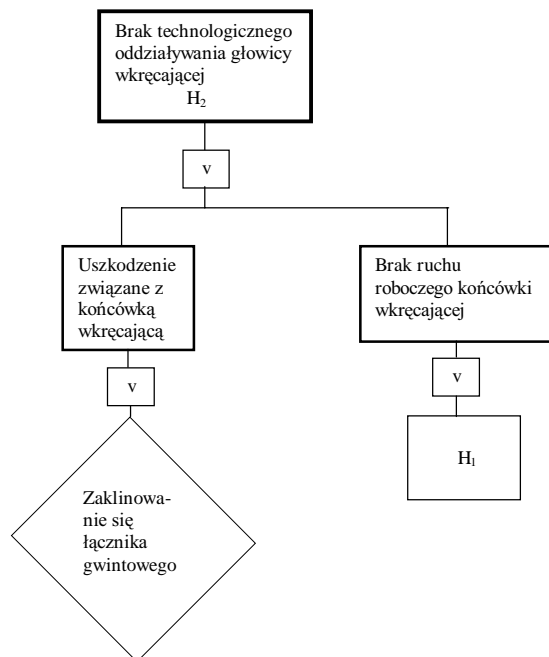 Brak technologicznego
oddziaływania głowicy
wkręcającej
H₂
v
Uszkodzenie
związane z
końcówką
wkręcającą
Brak ruchu
roboczego końcówki
wkręcającej
v
v
Zaklinowa-
nie się
łącznika
gwintowego
H₁